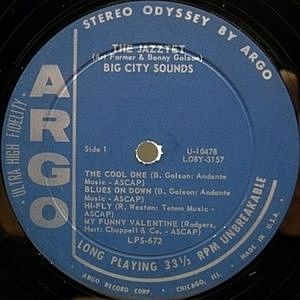 STEREO ODYSSEY BY ARGO
ULTRA HIGH FIDELITY
ARGO
THE JAZZTET
(Art Farmer & Benny Golson)
BIG CITY SOUNDS
Side 1
U-10478
LOBY-3157
THE COOL ONE (B. Golson; Andante
Music - ASCAP)
BLUES ON DOWN (B. Golson; Andante
Music - ASCAP)
HI-FLY (R. Weston; Totem Music -
ASCAP)
MY FUNNY VALENTINE (Rodgers,
Hart; Chappell & Co. - ASCAP)
LPS-672
LONG PLAYING 33⅓ RPM UNBREAKABLE
ARGO RECORD CORP. CHICAGO, ILL. MADE IN U.S.A.